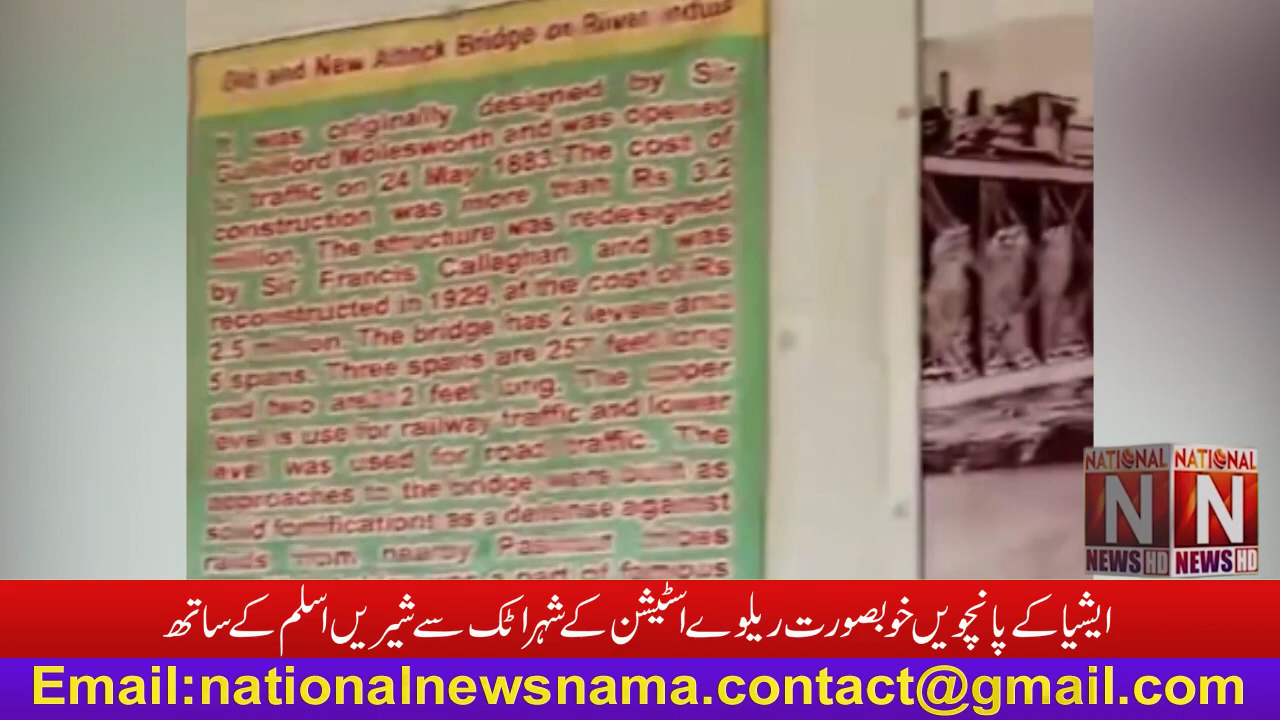 Old and New Attock Bridge on River Indus
It was originally designed by Sir
Guildford Molesworth and was opened
to traffic on 24 May 1883. The cost of
construction was more than Rs 3.2
million. The structure was redesigned
by Sir Francis Callaghan and was
reconstructed in 1929, at the cost of Rs
2.5 million. The bridge has 2 levels and
5 spans. Three spans are 257 feet long
and two are 312 feet long. The upper
level is use for railway traffic and lower
level was used for road traffic. The
approaches to the bridge were built as
solid fortifications as a defense against
raids from nearby tribes
part of famous
NATIONAL
N
NEWS HD
NATIONAL
N
NEWS HD
ایشیا کے پانچویں خوبصورت ریلوے اسٹیشن کے شہر اٹک سے شیریں اسلم کے ساتھ
Email:nationalnewsnama.contact@gmail.com